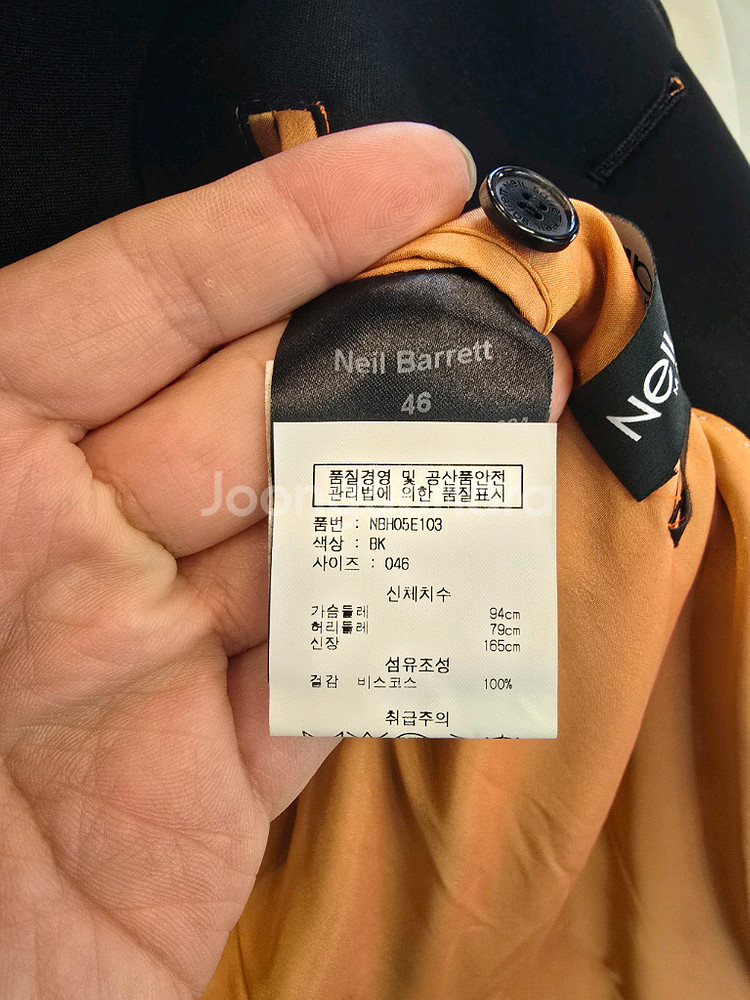 Neil Barrett
46
Neil
품질경영 및 공산품안전
관리법에 의한 품질표시
품번 : NBH05E103
색상 : BK
사이즈 : 046
신체치수
가슴둘레 94cm
허리둘레 79cm
신장 165cm
섬유조성
겉감 비스코스 100%
취급주의